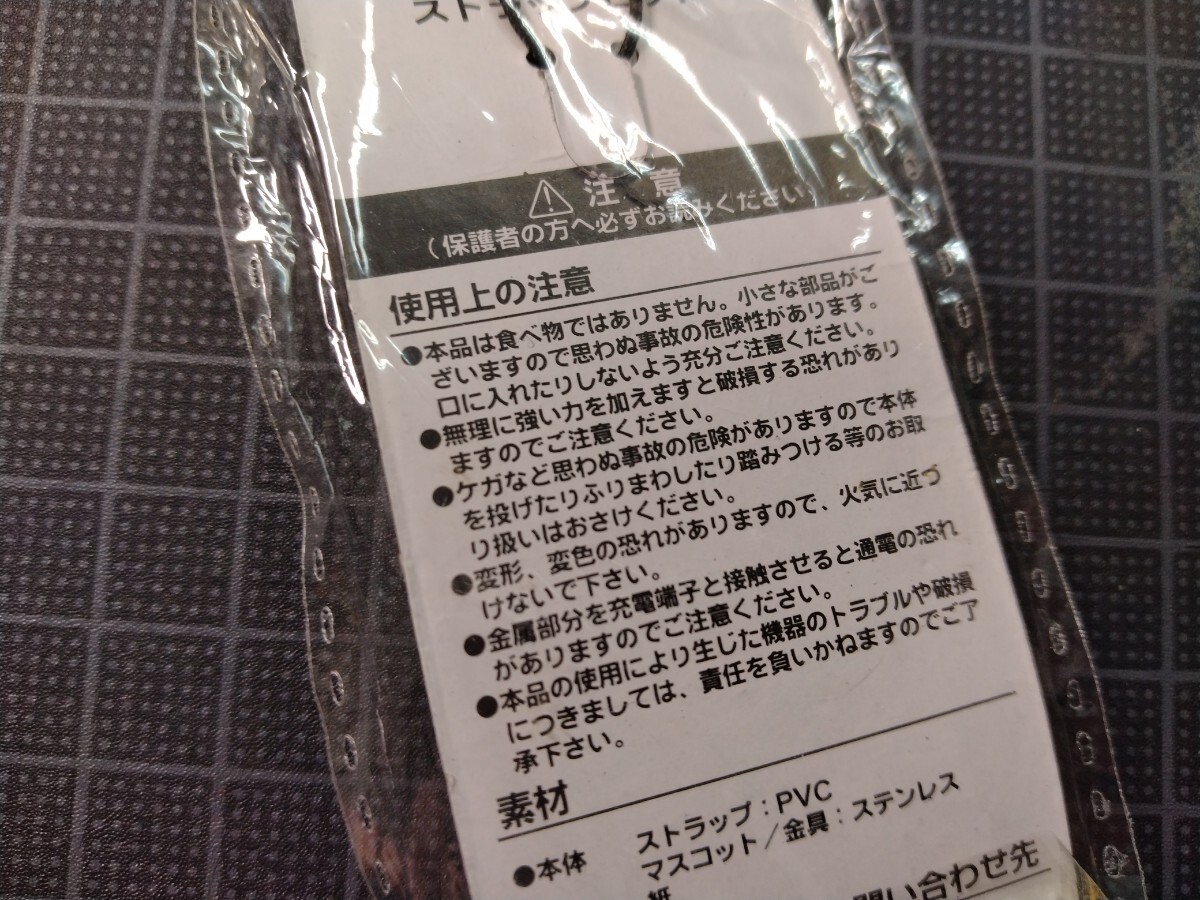 注 意
(保護者の方へ必ずお読みください)
使用上の注意
●本品は食べ物ではありません。小さな部品がご
ざいますので思わぬ事故の危険性があります。
口に入れたりしないよう充分ご注意ください。
●無理に強い力を加えますと破損する恐れがあり
ますのでご注意ください。
●ケガなど思わぬ事故の危険がありますので本体
を投げたりふりまわしたり踏みつける等のお取
り扱いはおさけください。
●変形、変色の恐れがありますので、火気に近づ
けないで下さい。
●金属部分を充電端子と接触させると通電の恐れ
がありますのでご注意ください。
●本品の使用により生じた機器のトラブルや破損
につきましては、責任を負いかねますのでご了
承下さい。
素材
●本体 ストラップ：PVC
マスコット/金具：ステンレス
紙
問い合わせ先